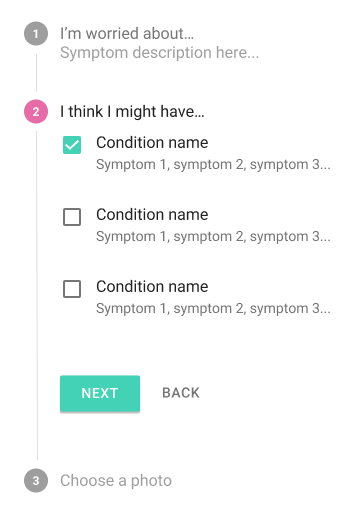 1 I'm worried about…
Symptom description here...
2 I think I might have…
Condition name
Symptom 1, symptom 2, symptom 3...
Condition name
Symptom 1, symptom 2, symptom 3...
Condition name
Symptom 1, symptom 2, symptom 3...
NEXT BACK
3 Choose a photo